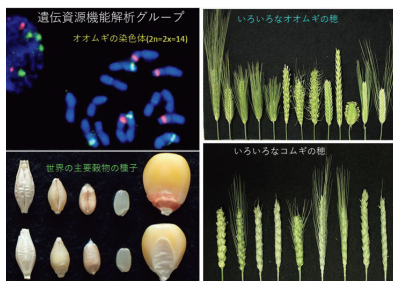 遺伝資源機能解析グループ
オオムギの染色体(2n=2x=14)
世界の主要穀物の種子
いろいろなオオムギの穂
いろいろなコムギの穂